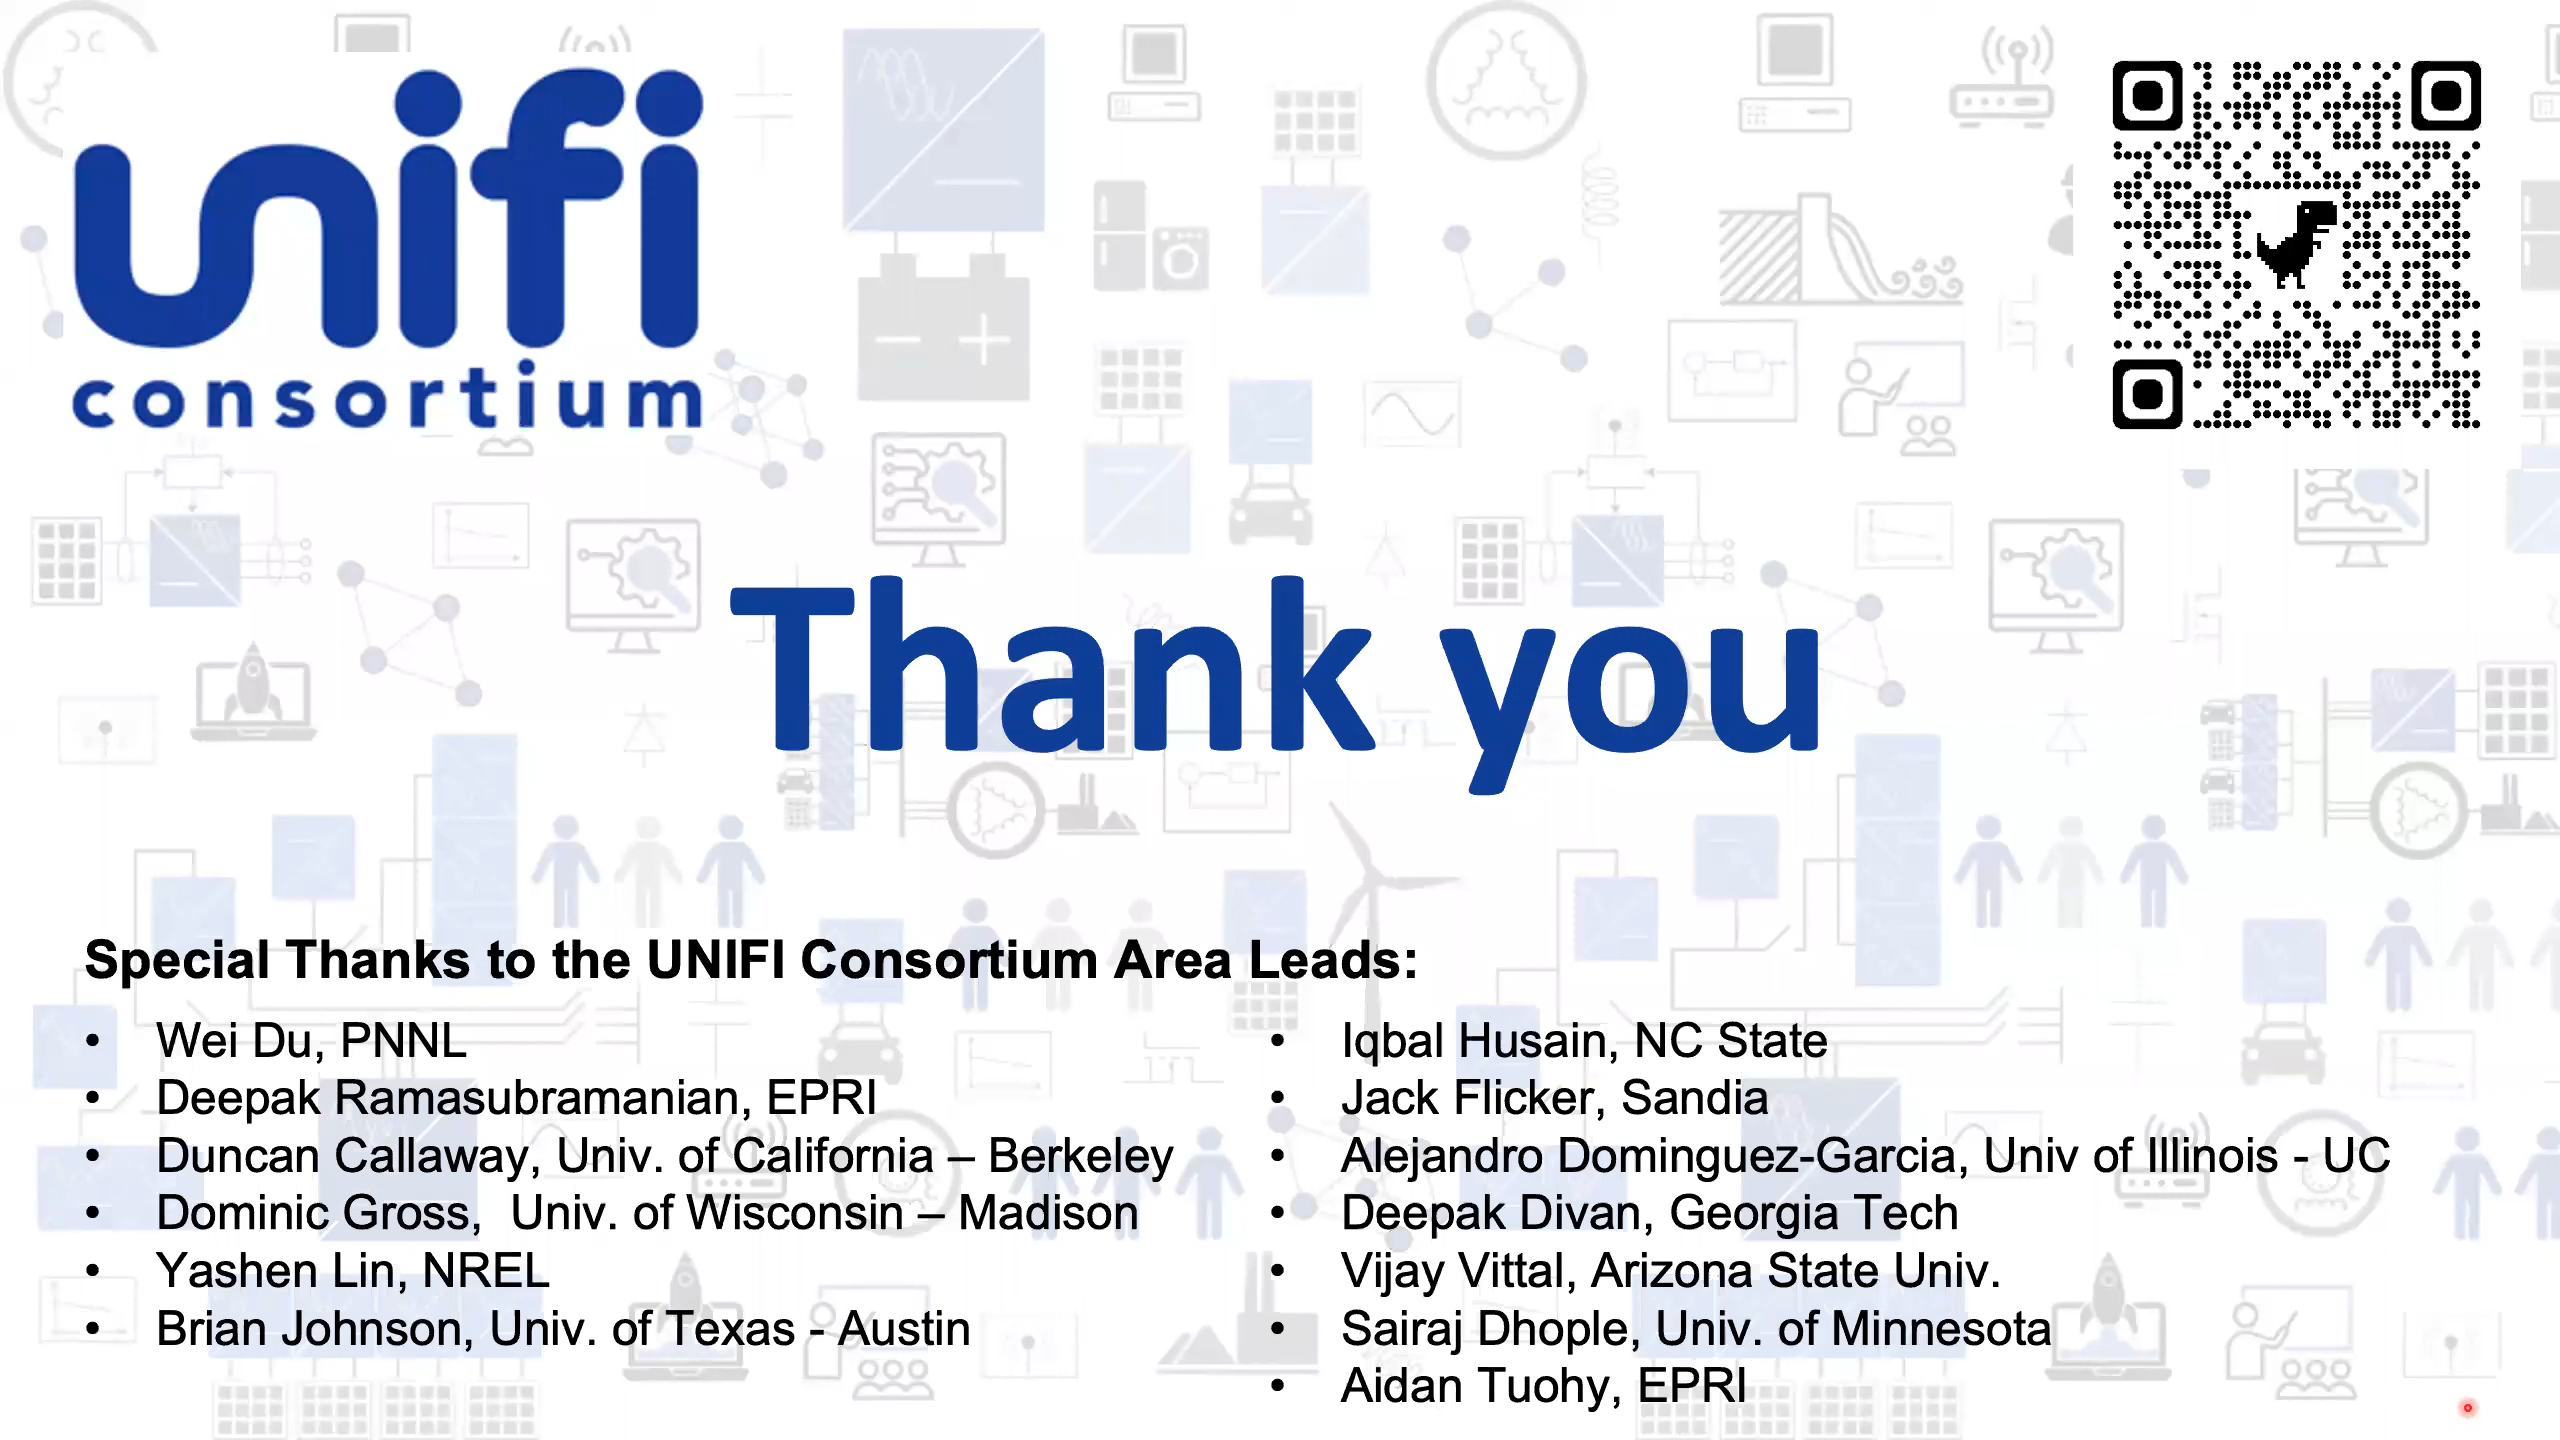 unifi
consortium
Thank you
Special Thanks to the UNIFI Consortium Area Leads:
• Wei Du, PNNL
• Deepak Ramasubramanian, EPRI
• Duncan Callaway, Univ. of California – Berkeley
• Dominic Gross,  Univ. of Wisconsin – Madison
• Yashen Lin, NREL
• Brian Johnson, Univ. of Texas - Austin
• Iqbal Husain, NC State
• Jack Flicker, Sandia
• Alejandro Dominguez-Garcia, Univ of Illinois - UC
• Deepak Divan, Georgia Tech
• Vijay Vittal, Arizona State Univ.
• Sairaj Dhople, Univ. of Minnesota
• Aidan Tuohy, EPRI